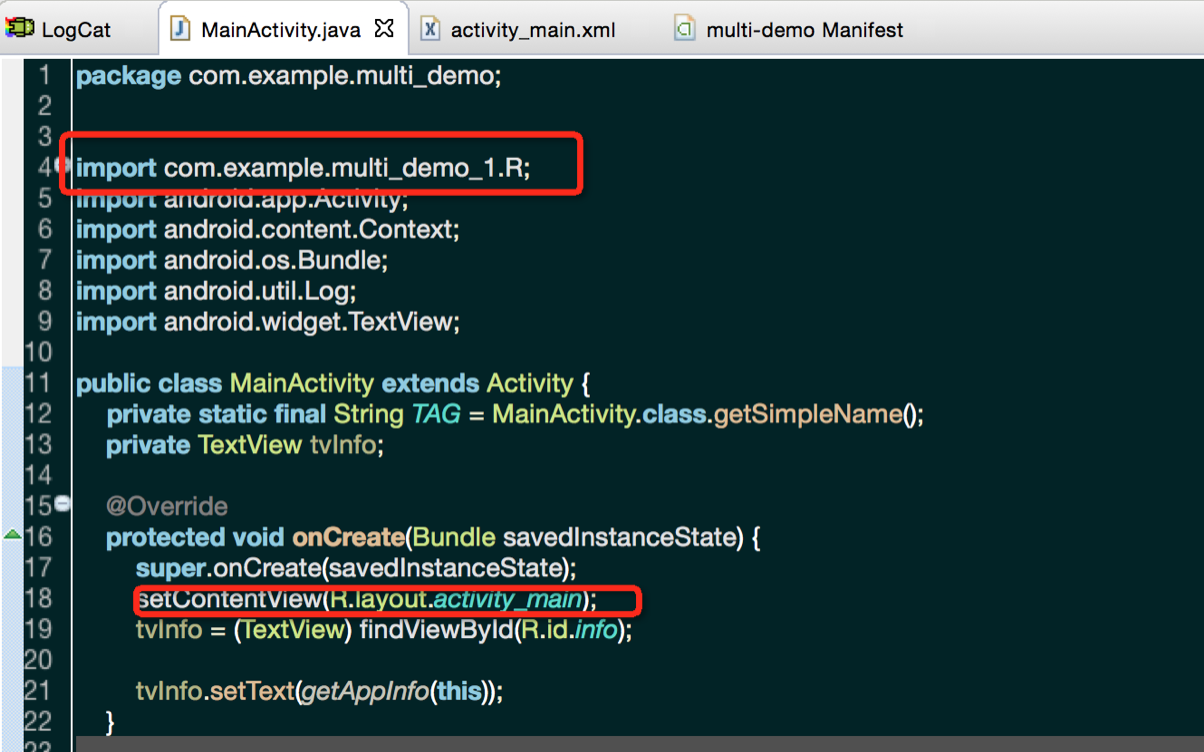 LogCat MainActivity.java activity_main.xml multi-demo Manifest
1 package com.example.multi_demo;
2
3
4 import com.example.multi_demo_1.R;
5 import android.app.Activity;
6 import android.content.Context;
7 import android.os.Bundle;
8 import android.util.Log;
9 import android.widget.TextView;
10
11 public class MainActivity extends Activity {
12 private static final String TAG = MainActivity.class.getSimpleName();
13 private TextView tvInfo;
14
15 @Override
16 protected void onCreate(Bundle savedInstanceState) {
17 super.onCreate(savedInstanceState);
18 setContentView(R.layout.activity_main);
19 tvInfo = (TextView) findViewById(R.id.info);
20
21 tvInfo.setText(getAppInfo(this));
22 }
23